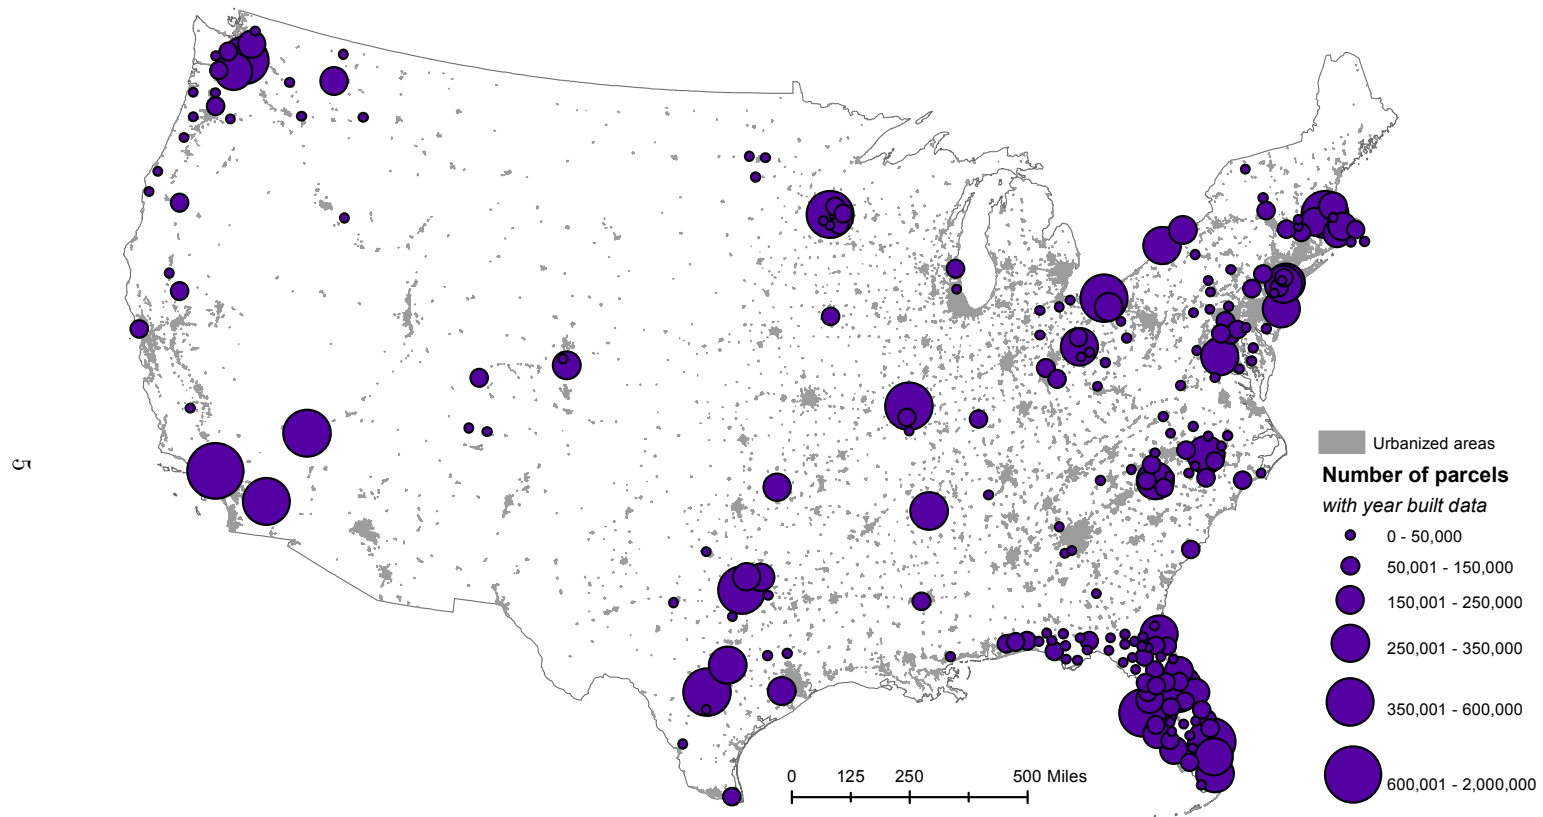 5
Urbanized areas
Number of parcels
with year built data
0 - 50,000
50,001 - 150,000
150,001 - 250,000
250,001 - 350,000
350,001 - 600,000
600,001 - 2,000,000
0 125 250 500 Miles